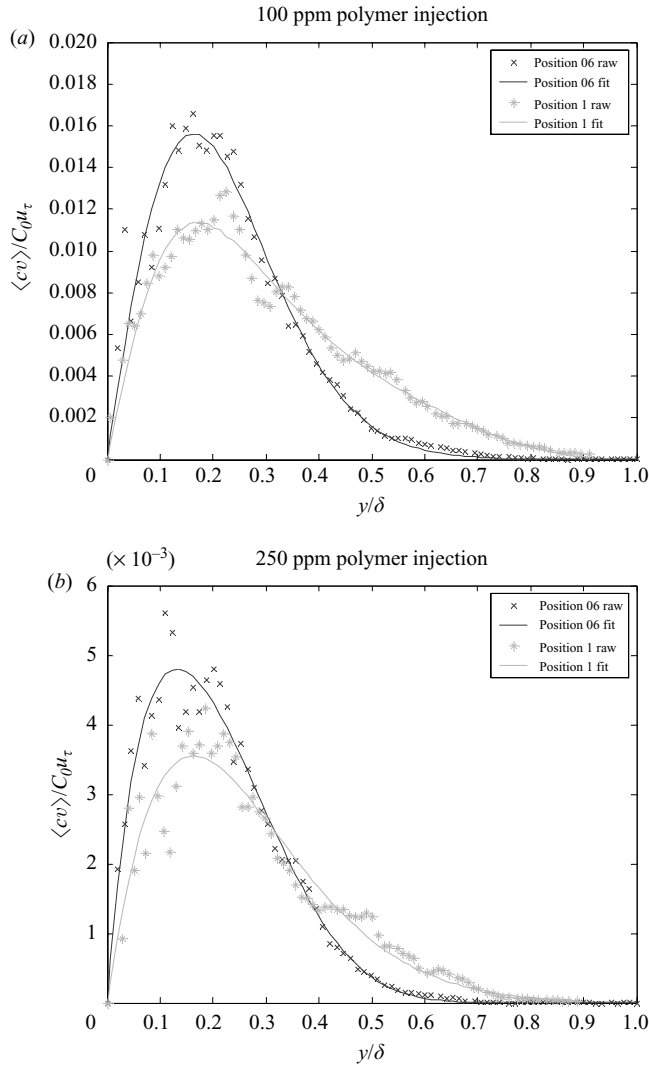 100 ppm polymer injection
(a)
0.020
0.018
0.016
0.014
0.012
0.010
0.008
0.006
0.004
0.002
⟨cv⟩/C₀uτ
Position 06 raw
Position 06 fit
Position 1 raw
Position 1 fit
0 0.1 0.2 0.3 0.4 0.5 0.6 0.7 0.8 0.9 1.0
y/δ
(× 10⁻³) 250 ppm polymer injection
(b)
6
5
4
3
2
1
⟨cv⟩/C₀uτ
Position 06 raw
Position 06 fit
Position 1 raw
Position 1 fit
0 0.1 0.2 0.3 0.4 0.5 0.6 0.7 0.8 0.9 1.0
y/δ